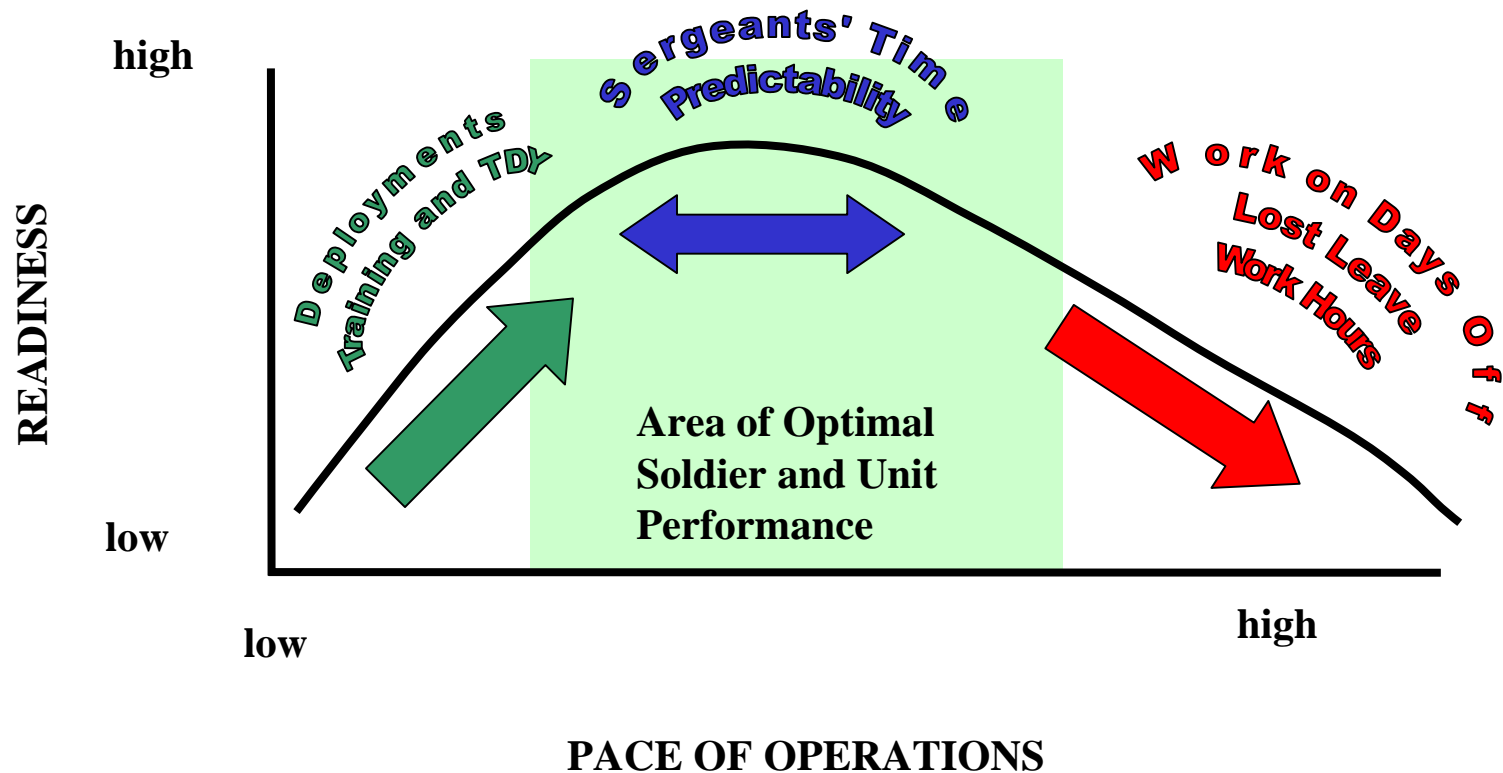 high
Sergeants' Time
Predictability
Deployments
Training and TDY
Work on Days Off
Lost Leave
Work Hours
READINESS
Area of Optimal
Soldier and Unit
Performance
low
low
high
PACE OF OPERATIONS